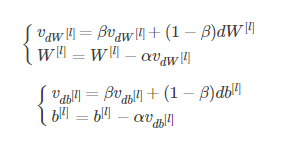 v_{dW^{[l]}} = βv_{dW^{[l]}} + (1 − β)dW^{[l]}
W^{[l]} = W^{[l]} − αv_{dW^{[l]}}
v_{db^{[l]}} = βv_{db^{[l]}} + (1 − β)db^{[l]}
b^{[l]} = b^{[l]} − αv_{db^{[l]}}